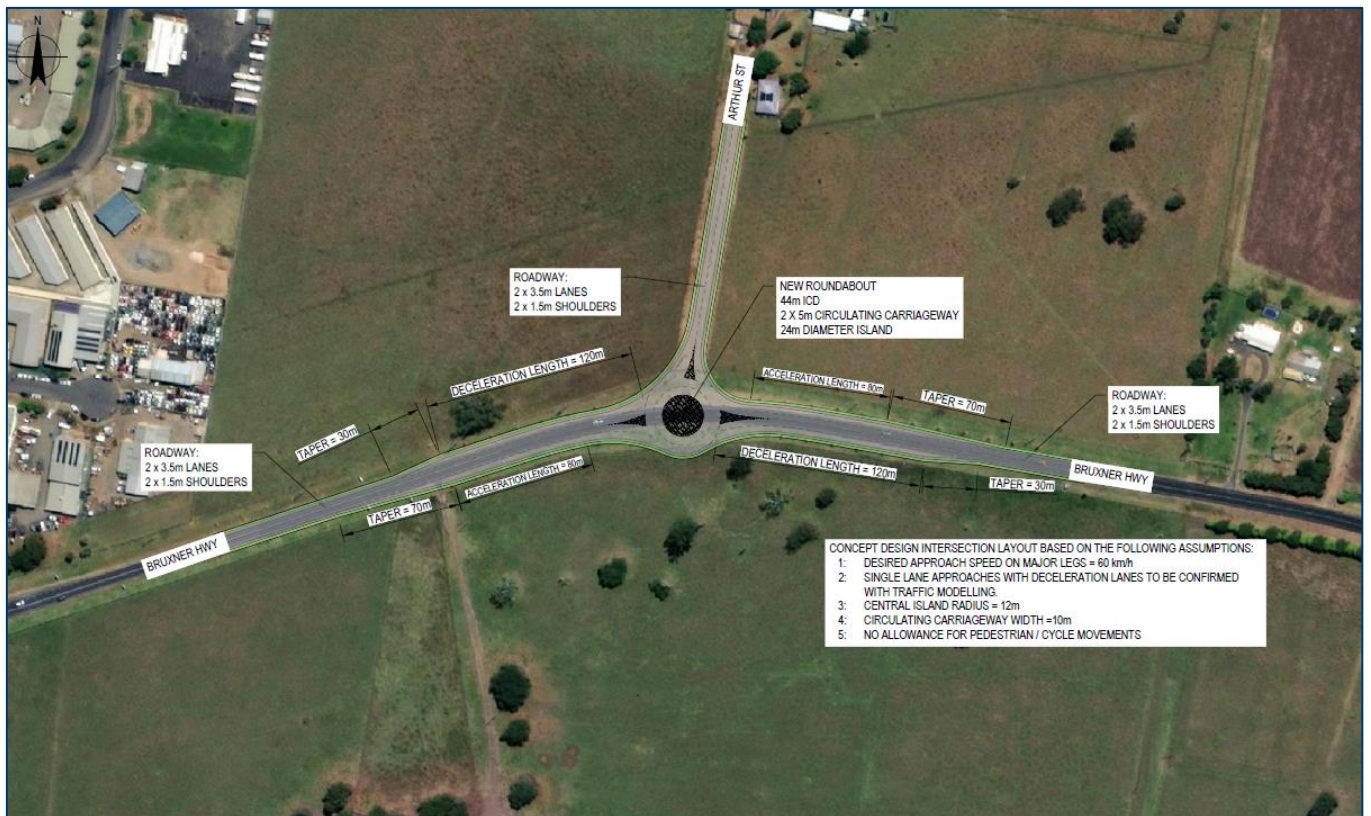 N
ARTHUR ST
ROADWAY:
2 x 3.5m LANES
2 x 1.5m SHOULDERS
NEW ROUNDABOUT
44m ICD
2 X 5m CIRCULATING CARRIAGEWAY
24m DIAMETER ISLAND
DECELERATION LENGTH = 120m
ACCELERATION LENGTH = 80m
TAPER = 70m
ROADWAY:
2 x 3.5m LANES
2 x 1.5m SHOULDERS
TAPER = 30m
ROADWAY:
2 x 3.5m LANES
2 x 1.5m SHOULDERS
ACCELERATION LENGTH = 80m
DECELERATION LENGTH = 120m
BRUXNER HWY
TAPER = 30m
TAPER = 70m
BRUXNER HWY
CONCEPT DESIGN INTERSECTION LAYOUT BASED ON THE FOLLOWING ASSUMPTIONS:
1: DESIRED APPROACH SPEED ON MAJOR LEGS = 60 km/h
2: SINGLE LANE APPROACHES WITH DECELERATION LANES TO BE CONFIRMED
WITH TRAFFIC MODELLING.
3: CENTRAL ISLAND RADIUS = 12m
4: CIRCULATING CARRIAGEWAY WIDTH =10m
5: NO ALLOWANCE FOR PEDESTRIAN / CYCLE MOVEMENTS